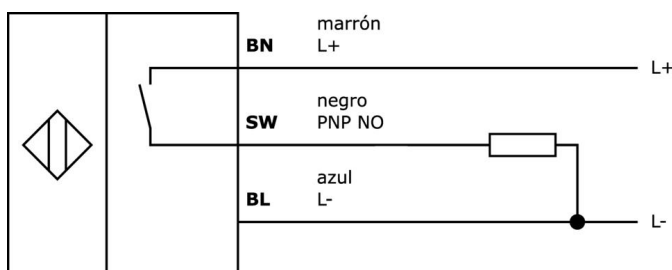 marrón
BN L+
L+
negro
SW PNP NO
azul
BL L-
L-